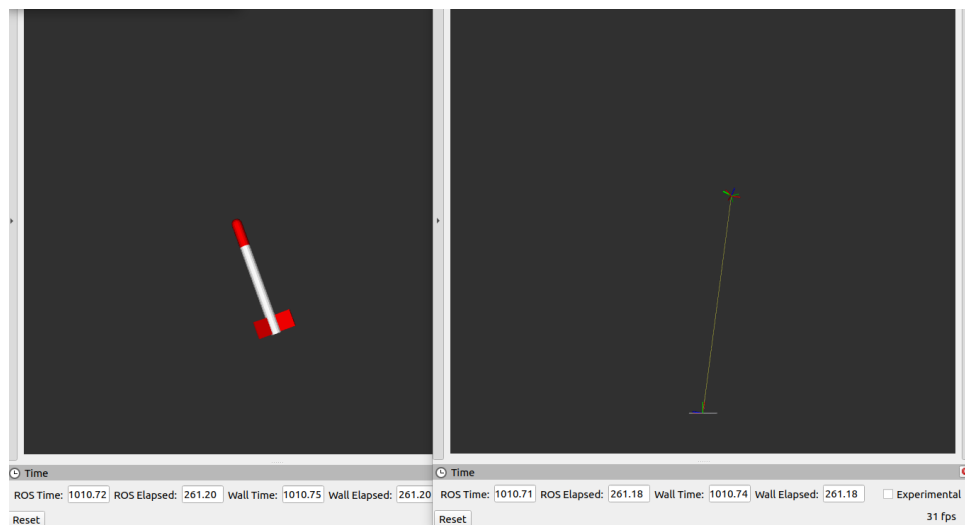 Time
ROS Time: 1010.72 ROS Elapsed: 261.20 Wall Time: 1010.75 Wall Elapsed: 261.20
Reset
Time
ROS Time: 1010.71 ROS Elapsed: 261.18 Wall Time: 1010.74 Wall Elapsed: 261.18 Experimental
Reset 31 fps